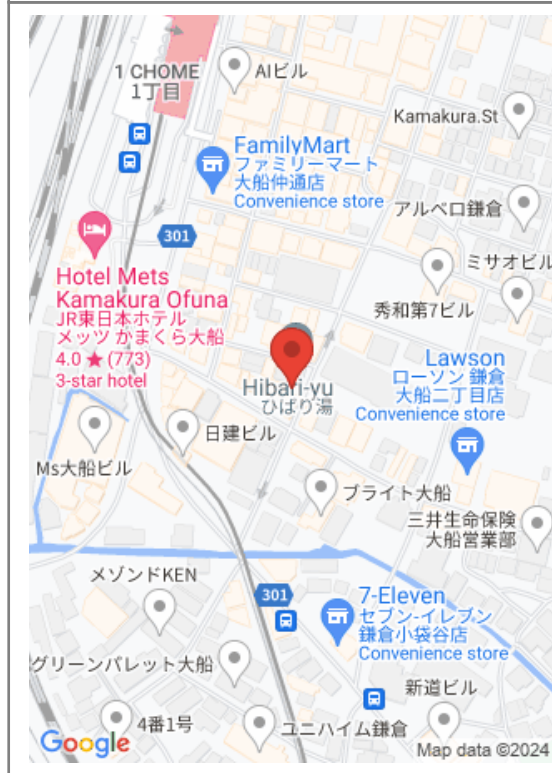 1 CHOME
1丁目
AIビル
Kamakura.St
FamilyMart
ファミリーマート
大船仲通店
Convenience store
アルベロ鎌倉
301
ミサオビル
Hotel Mets
Kamakura Ofuna
JR東日本ホテル
メッツ かまくら大船
4.0 ★ (773)
3-star hotel
秀和第7ビル
Hibari-yu
ひばり湯
Lawson
ローソン 鎌倉
大船二丁目店
Convenience store
日建ビル
Ms大船ビル
ブライト大船
三井生命保険
大船営業部
メゾンドKEN
301
7-Eleven
セブン-イレブン
鎌倉小袋谷店
Convenience store
グリーンパレット大船
新道ビル
4番1号
ユニハイム鎌倉
Google
Map data ©2024